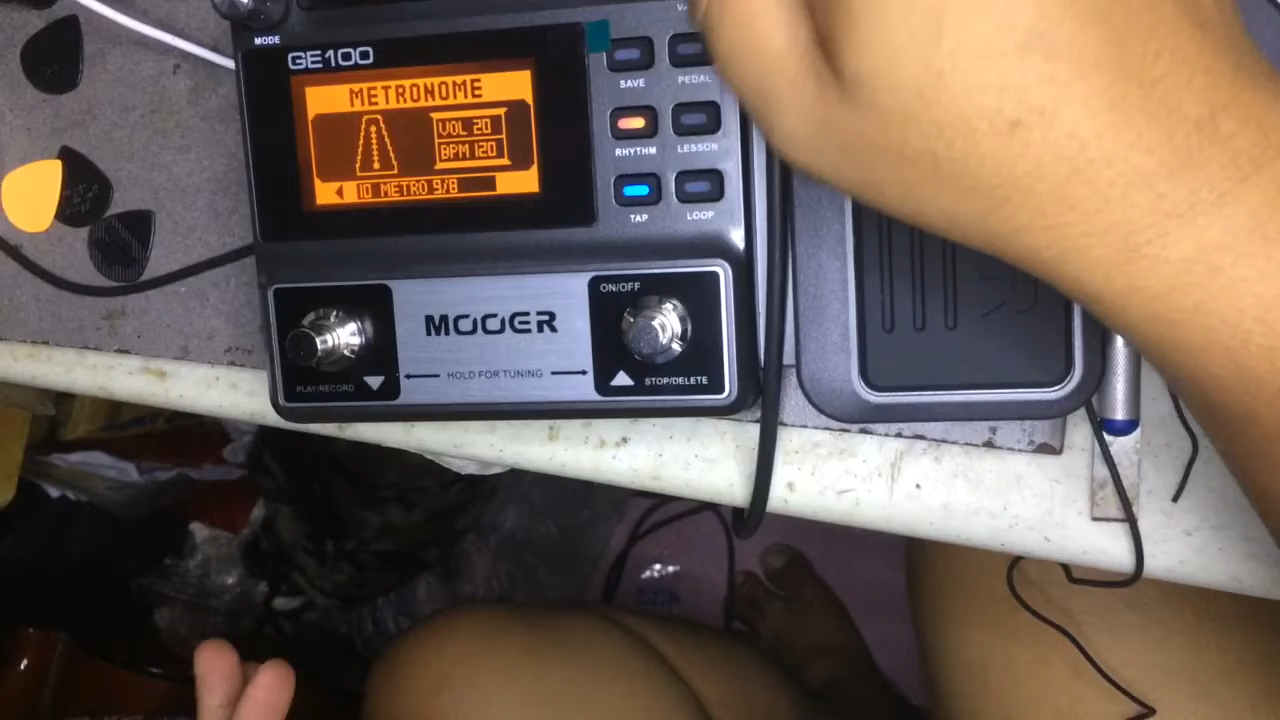 MODE
GE100
METRONOME
VOL 20
BPM 120
10 METRO 9/8
SAVE
PEDAL
RHYTHM
LESSON
TAP
LOOP
ON/OFF
MOOER
PLAY/RECORD
HOLD FOR TUNING
STOP/DELETE